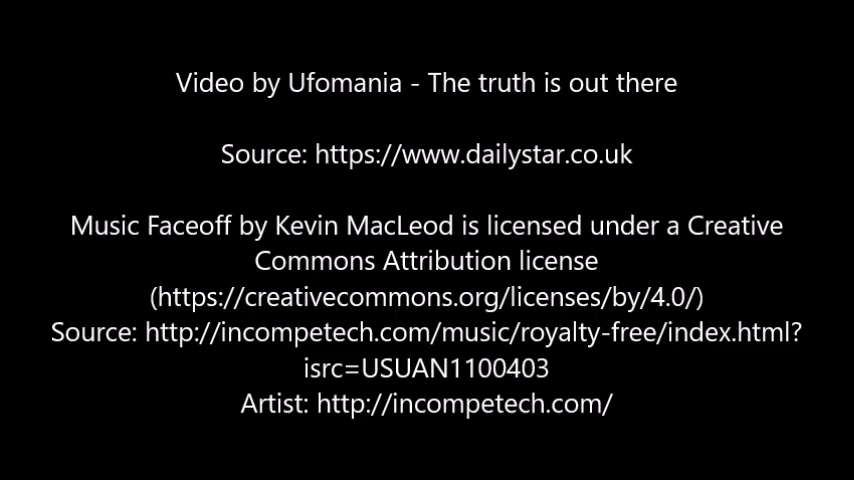 Video by Ufomania - The truth is out there
Source: https://www.dailystar.co.uk
Music Faceoff by Kevin MacLeod is licensed under a Creative
Commons Attribution license
(https://creativecommons.org/licenses/by/4.0/)
Source: http://incompetech.com/music/royalty-free/index.html?
isrc=USUAN1100403
Artist: http://incompetech.com/